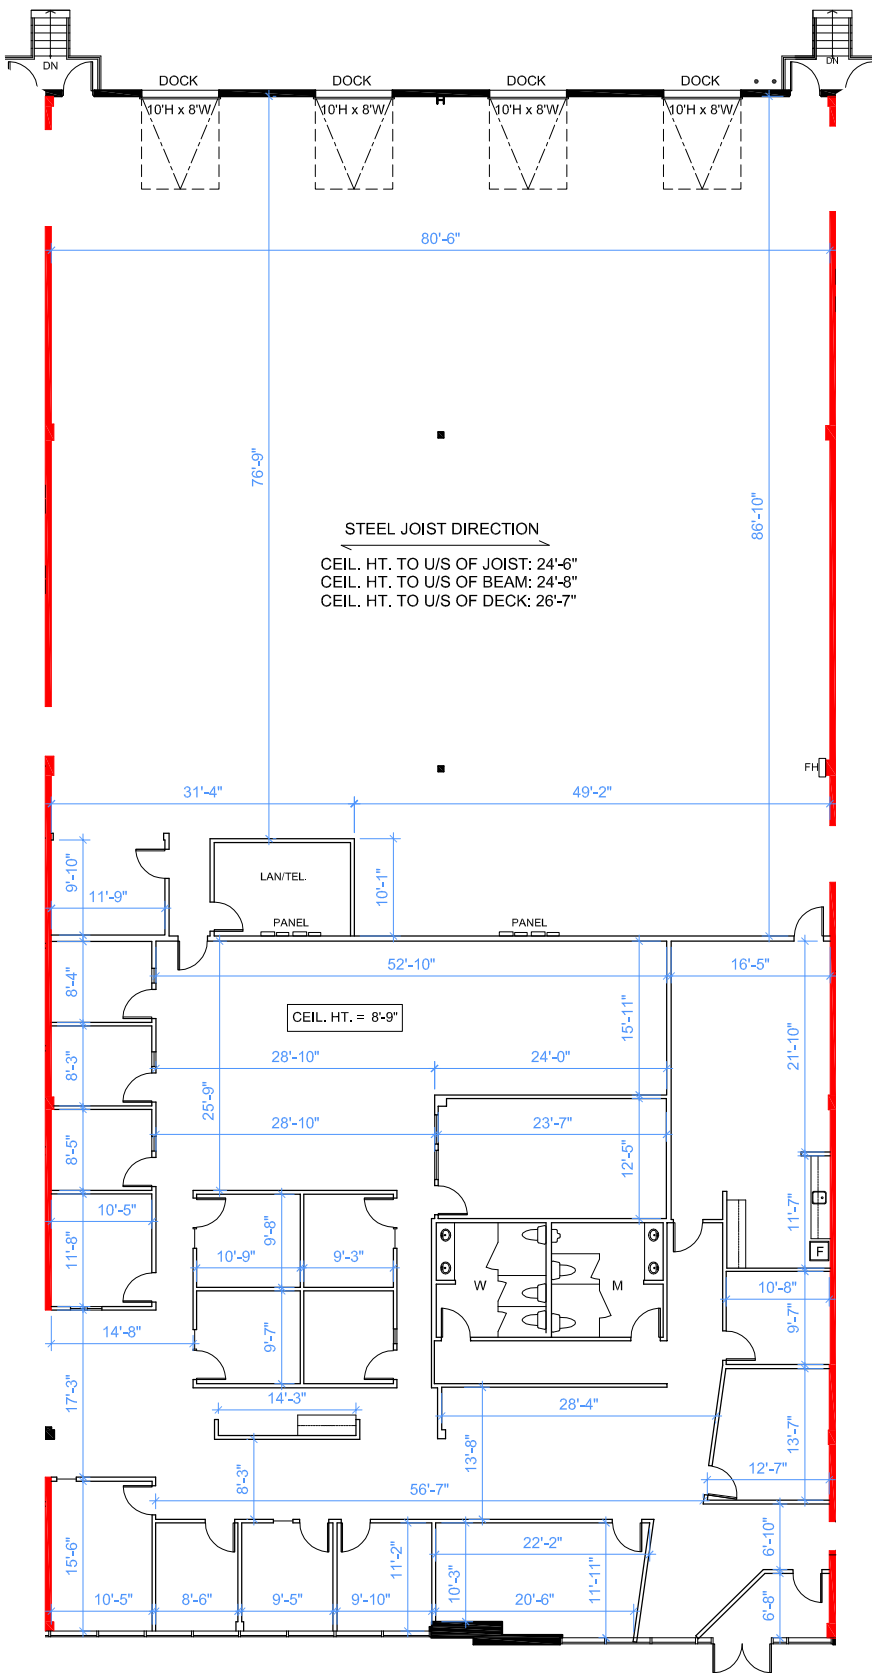 DN
DN
DOCK
DOCK
DOCK
DOCK
10'H x 8'W
10'H x 8'W
10'H x 8'W
10'H x 8'W
80'-6"
76'-9"
86'-10"
STEEL JOIST DIRECTION
CEIL. HT. TO U/S OF JOIST: 24'-6"
CEIL. HT. TO U/S OF BEAM: 24'-8"
CEIL. HT. TO U/S OF DECK: 26'-7"
FH
31'-4"
49'-2"
9'-10"
11'-9"
LAN/TEL.
10'-1"
PANEL
PANEL
8'-4"
52'-10"
16'-5"
15'-11"
21'-10"
CEIL. HT. = 8'-9"
8'-3"
28'-10"
24'-0"
25'-9"
28'-10"
23'-7"
8'-5"
12'-5"
11'-7"
10'-5"
11'-8"
9'-8"
10'-9"
9'-3"
F
W
M
10'-8"
9'-7"
14'-8"
9'-7"
17'-3"
14'-3"
28'-4"
13'-8"
13'-7"
12'-7"
8'-3"
56'-7"
15'-6"
11'-2"
10'-3"
22'-2"
11'-11"
6'-10"
10'-5"
8'-6"
9'-5"
9'-10"
20'-6"
6'-8"